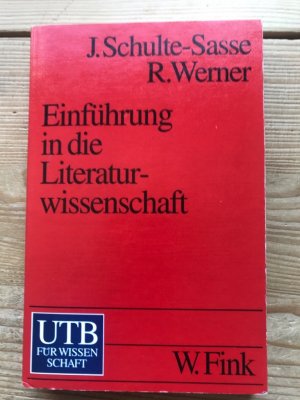 J. Schulte-Sasse
R. Werner
Einführung
in die
Literatur-
wissenschaft
UTB
FÜR WISSEN
SCHAFT
W. Fink